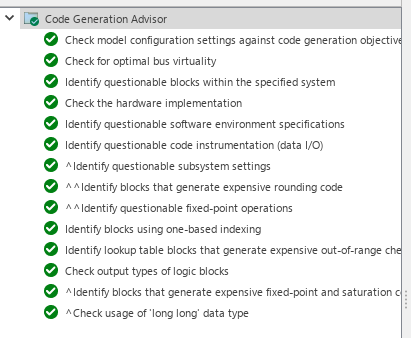 Code Generation Advisor
Check model configuration settings against code generation objective
Check for optimal bus virtuality
Identify questionable blocks within the specified system
Check the hardware implementation
Identify questionable software environment specifications
Identify questionable code instrumentation (data I/O)
^Identify questionable subsystem settings
^^Identify blocks that generate expensive rounding code
^^Identify questionable fixed-point operations
Identify blocks using one-based indexing
Identify lookup table blocks that generate expensive out-of-range che
Check output types of logic blocks
^Identify blocks that generate expensive fixed-point and saturation c
^Check usage of 'long long' data type